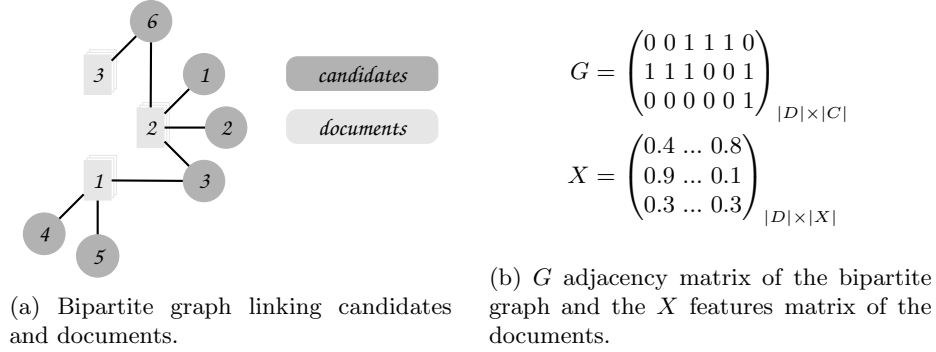 6
3
1
candidates
2
2
documents
1
3
4
5
(a) Bipartite graph linking candidates
and documents.
G = (0 0 1 1 1 0
1 1 1 0 0 1
0 0 0 0 0 1) |D|×|C|
X = (0.4 ... 0.8
0.9 ... 0.1
0.3 ... 0.3) |D|×|X|
(b) G adjacency matrix of the bipartite
graph and the X features matrix of the
documents.